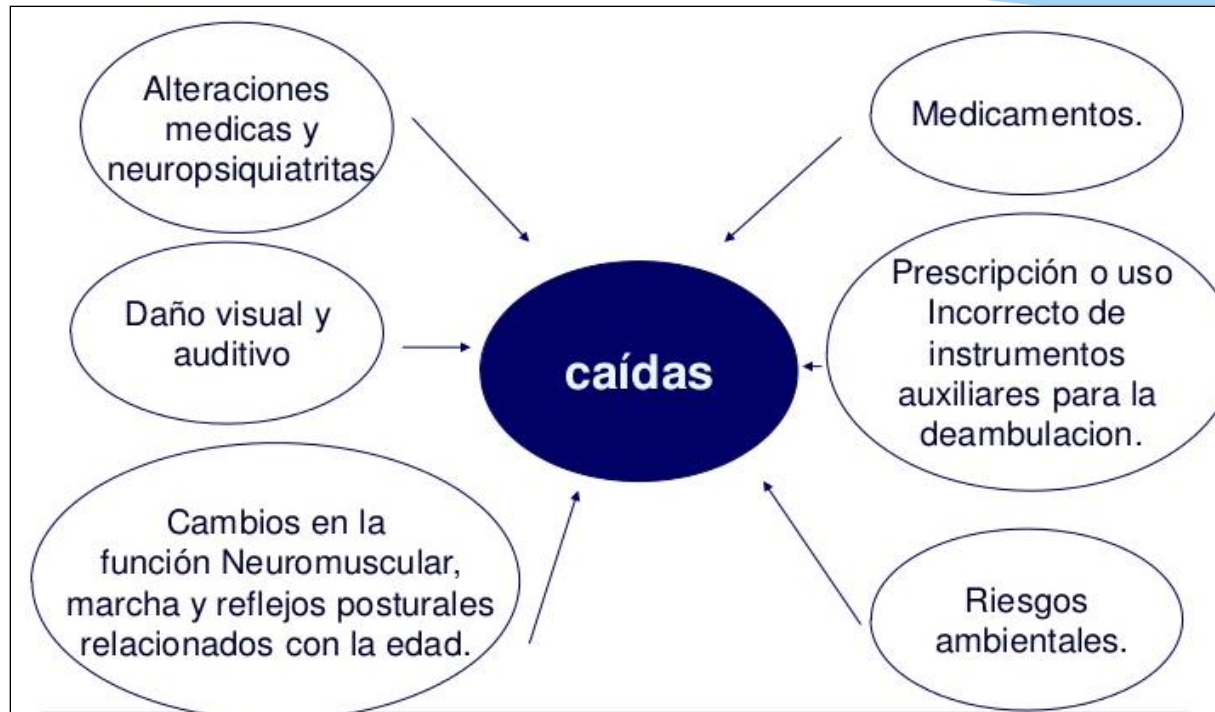 Alteraciones
medicas y
neuropsiquiatritas
Daño visual y
auditivo
Cambios en la
función Neuromuscular,
marcha y reflejos posturales
relacionados con la edad.
caídas
Medicamentos.
Prescripción o uso
Incorrecto de
instrumentos
auxiliares para la
deambulacion.
Riesgos
ambientales.